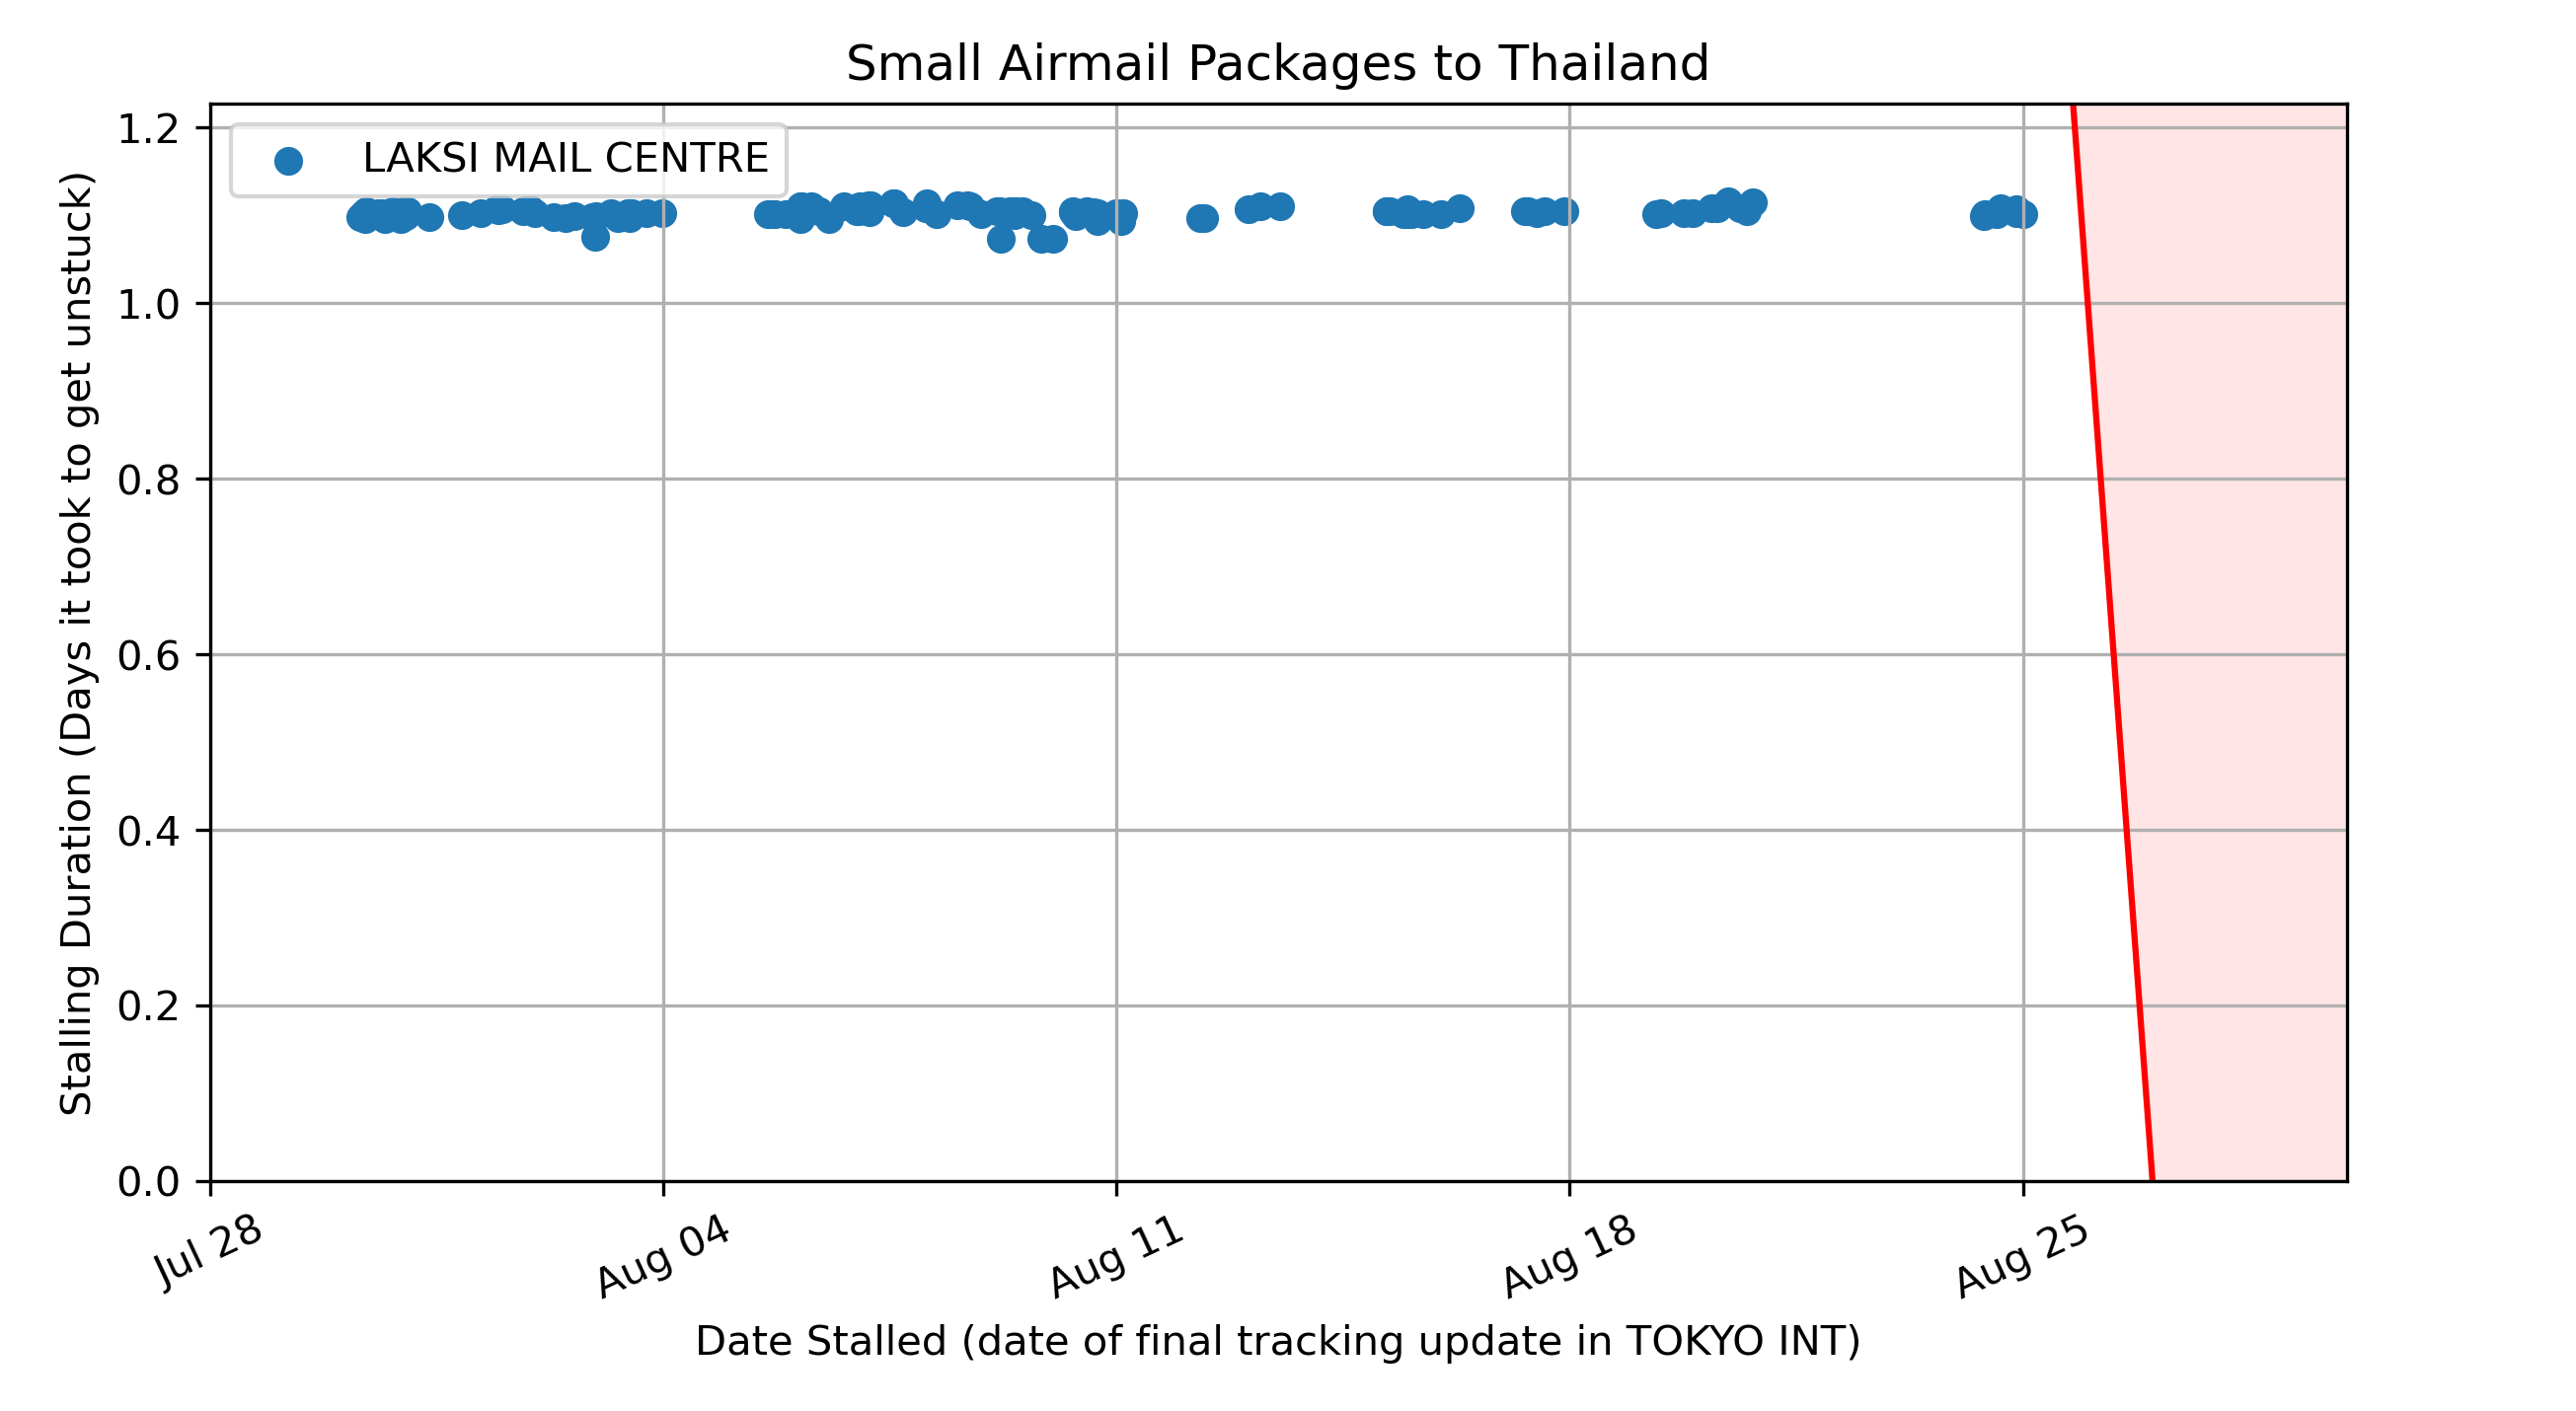 Small Airmail Packages to Thailand
LAKSI MAIL CENTRE
Stalling Duration (Days it took to get unstuck)
1.2
1.0
0.8
0.6
0.4
0.2
0.0
Jul 28
Aug 04
Aug 11
Aug 18
Aug 25
Date Stalled (date of final tracking update in TOKYO INT)